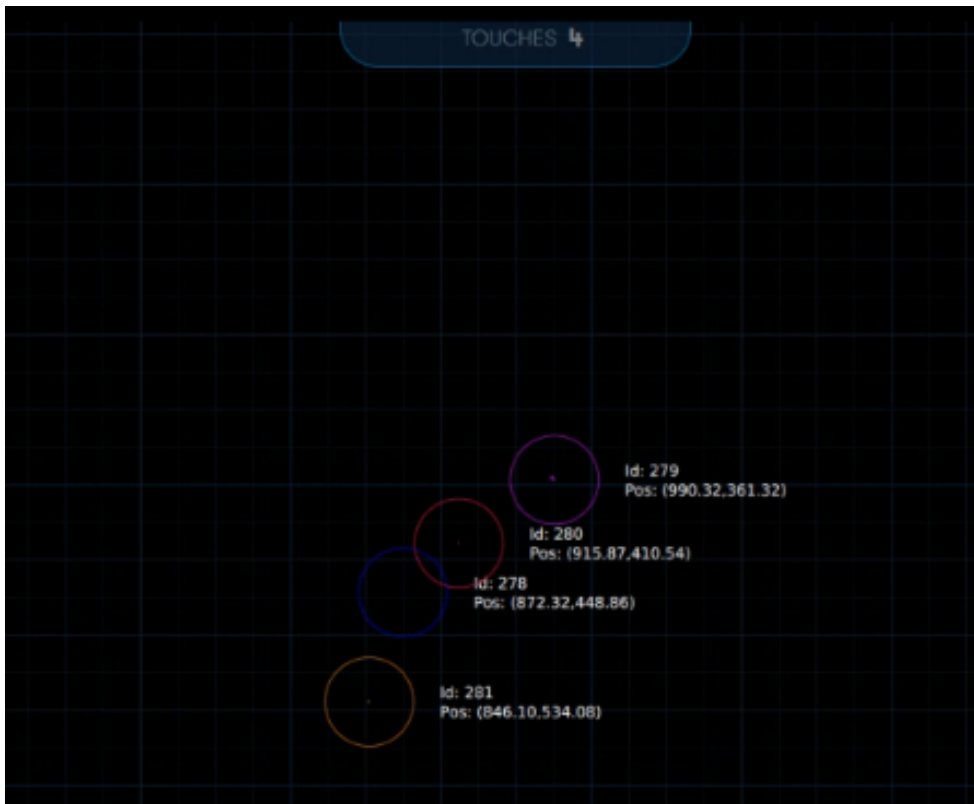 TOUCHES 4
Id: 279
Pos: (990.32,361.32)
Id: 280
Pos: (915.87,410.54)
Id: 278
Pos: (872.32,448.86)
Id: 281
Pos: (846.10,534.08)